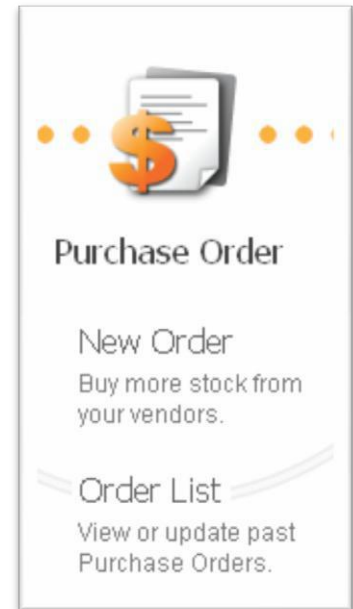 $
Purchase Order
New Order
Buy more stock from
your vendors.
Order List
View or update past
Purchase Orders.